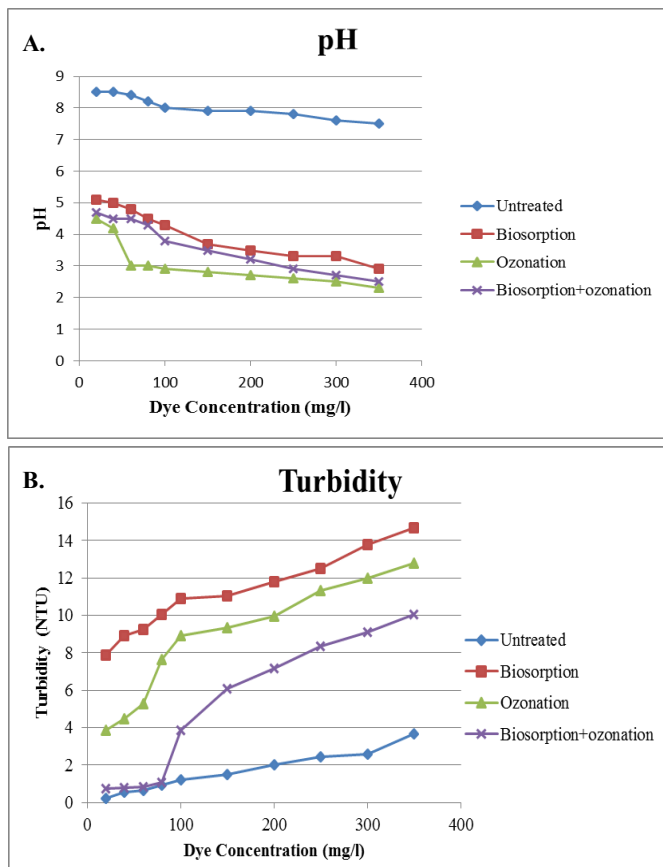 A.
pH
9
8
7
6
5
4
3
2
1
0
pH
0
100
200
300
400
Dye Concentration (mg/l)
Untreated
Biosorption
Ozonation
Biosorption+ozonation
B.
Turbidity
16
14
12
10
8
6
4
2
0
Turbidity (NTU)
0
100
200
300
400
Dye Concentration (mg/l)
Untreated
Biosorption
Ozonation
Biosorption+ozonation